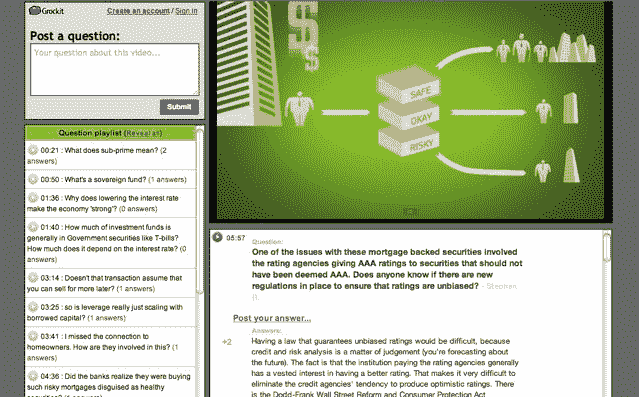 Grockit
Create an account / Sign in
Post a question:
Your question about this video...
Submit
Question playlist (Reveal all)
00:21 : What does sub-prime mean? (2
answers)
00:50 : What's a sovereign fund? (1 answers)
01:36 : Why does lowering the interest rate
make the economy 'strong'? (0 answers)
01:40 : How much of investment funds is
generally in Government securities like T-bills?
How much does it depend on the interest rate? (0
answers)
03:14 : Doesn't that transaction assume that
you can sell for more later? (1 answers)
03:25 : so is leverage really just scaling with
borrowed capital? (1 answers)
03:41 : I missed the connection to
homeowners. How are they involved in this? (1
answers)
04:36 : Did the banks realize they were buying
such risky mortgages disguised as healthy
$
$
SAFE
OKAY
RISKY
05:57
Question:
One of the issues with these mortgage backed securities involved
the rating agencies giving AAA ratings to securities that should not
have been deemed AAA. Does anyone know if there are new
regulations in place to ensure that ratings are unbiased? - Stephen
(1
Post your answer...
Answers:
+2
Having a law that guarantees unbiased ratings would be difficult, because
credit and risk analysis is a matter of judgement (you're forecasting about
the future). The fact is that the institution paying the rating agencies generally
has a vested interest in having a better rating. That makes it very difficult to
eliminate the credit agencies' tendency to produce optimistic ratings. There
is the Dodd-Frank Wall Street Reform and Consumer Protection Act